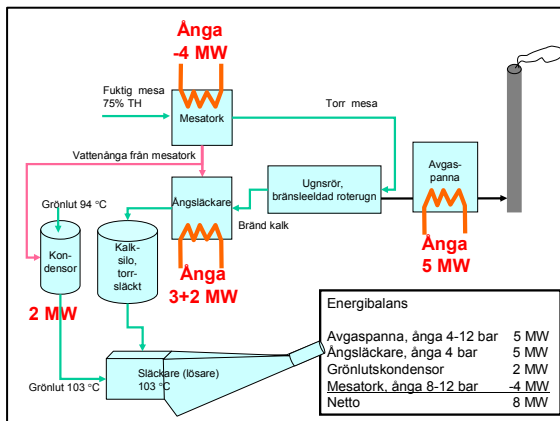 Ånga
-4 MW
Fuktig mesa
75% TH
Mesatork
Torr mesa
Vattenånga från mesatork
Ugnsrör,
bränsleeldad roterugn
Avgas-
panna
Grönlut 94 °C
Ångsläckare
Bränd kalk
Kon-
densor
Kalk-
silo,
torr-
släckt
Ånga
3+2 MW
Ånga
5 MW
2 MW
Släckare (lösare)
103 °C
Grönlut 103 °C
Energibalans
Avgaspanna, ånga 4-12 bar 5 MW
Ångsläckare, ånga 4 bar 5 MW
Grönlutskondensor 2 MW
Mesatork, ånga 8-12 bar -4 MW
Netto 8 MW